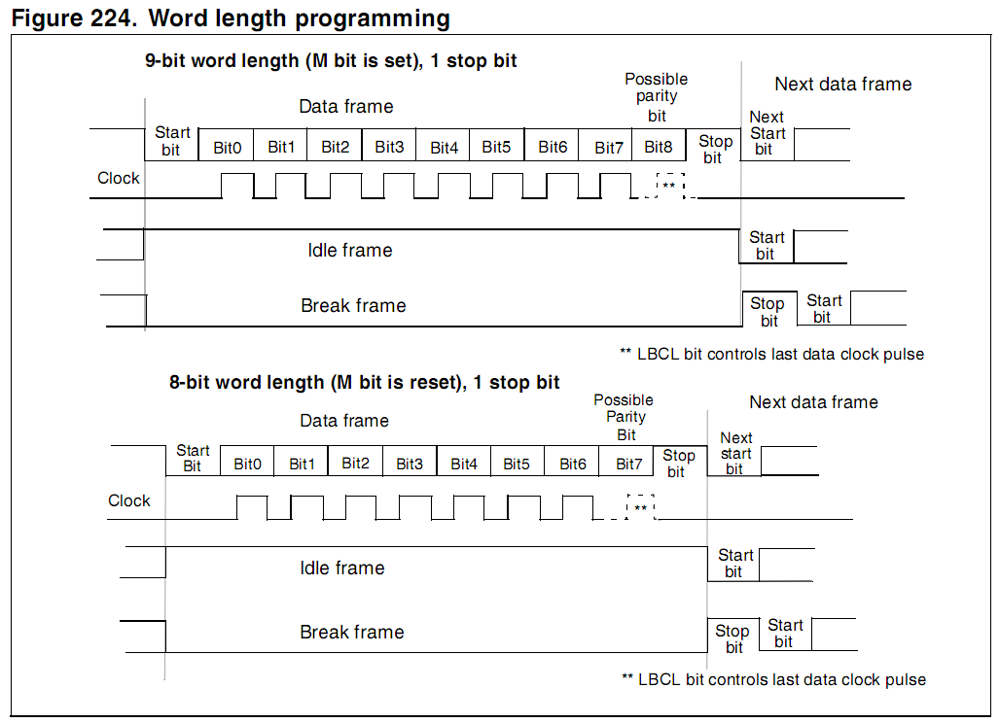 Figure 224. Word length programming
9-bit word length (M bit is set), 1 stop bit
Possible
parity
bit
Next data frame
Data frame
Start
bit
Bit0
Bit1
Bit2
Bit3
Bit4
Bit5
Bit6
Bit7
Bit8
Stop
bit
Next
Start
bit
Clock
**
Idle frame
Start
bit
Break frame
Stop
bit
Start
bit
** LBCL bit controls last data clock pulse
8-bit word length (M bit is reset), 1 stop bit
Possible
Parity
Bit
Next data frame
Data frame
Start
Bit
Bit0
Bit1
Bit2
Bit3
Bit4
Bit5
Bit6
Bit7
Stop
bit
Next
start
bit
Clock
**
Idle frame
Start
bit
Break frame
Stop
bit
Start
bit
** LBCL bit controls last data clock pulse